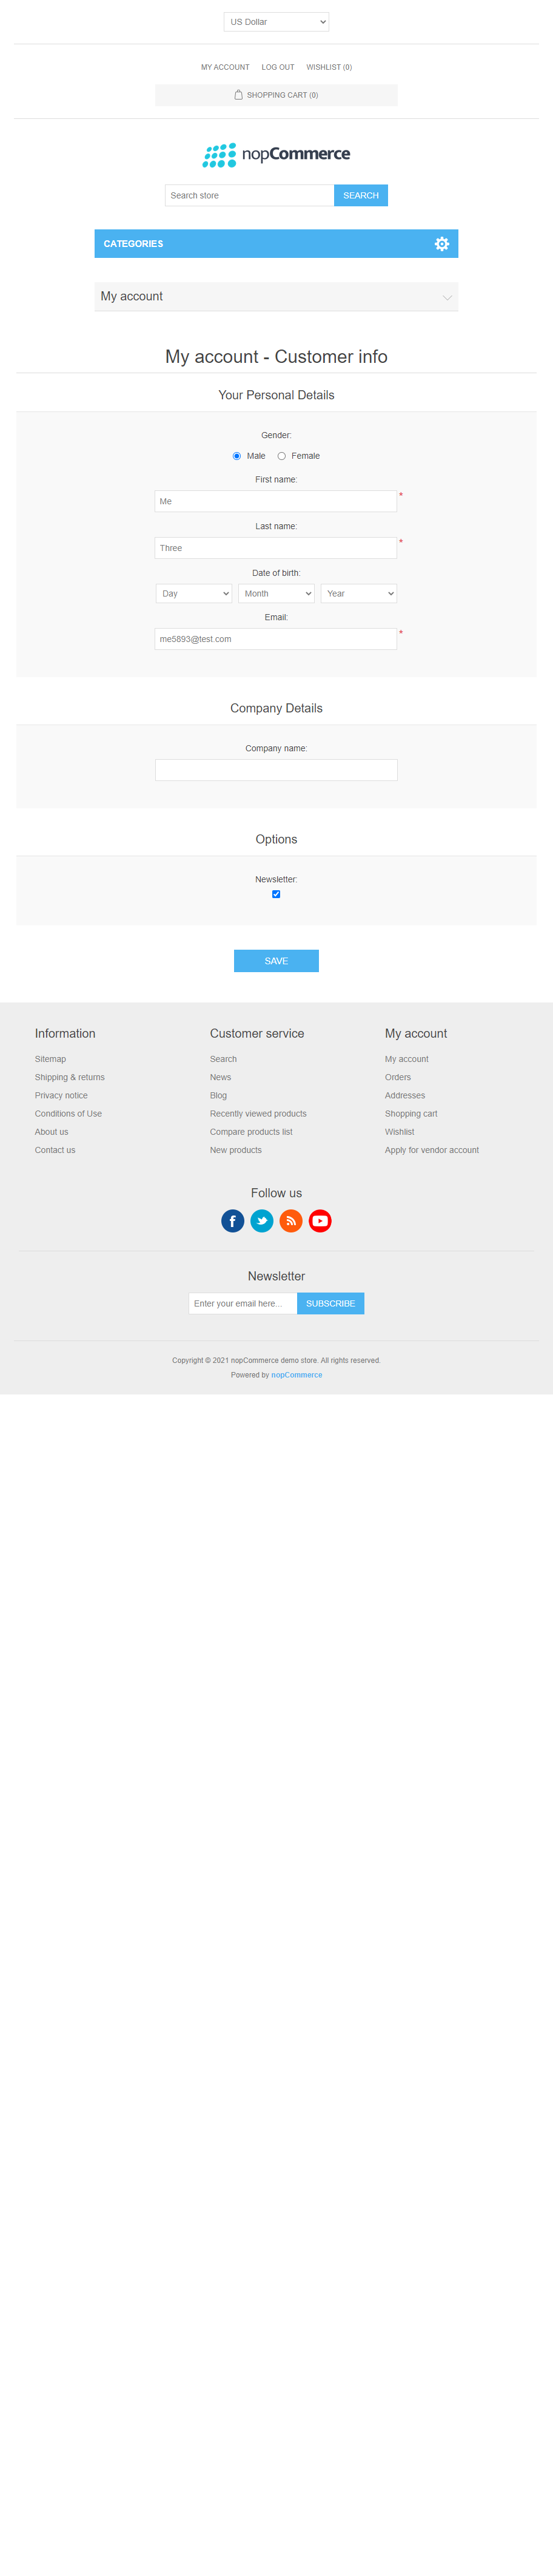 US Dollar
MY ACCOUNT LOG OUT WISHLIST (0)
SHOPPING CART (0)
nopCommerce
Search store SEARCH
CATEGORIES
My account
My account - Customer info
Your Personal Details
Gender:
Male Female
First name:
Me *
Last name:
Three *
Date of birth:
Day Month Year
Email:
me5893@test.com *
Company Details
Company name:
Options
Newsletter:
SAVE
Information
Sitemap
Shipping & returns
Privacy notice
Conditions of Use
About us
Contact us
Customer service
Search
News
Blog
Recently viewed products
Compare products list
New products
My account
My account
Orders
Addresses
Shopping cart
Wishlist
Apply for vendor account
Follow us
Newsletter
Enter your email here... SUBSCRIBE
Copyright © 2021 nopCommerce demo store. All rights reserved.
Powered by nopCommerce